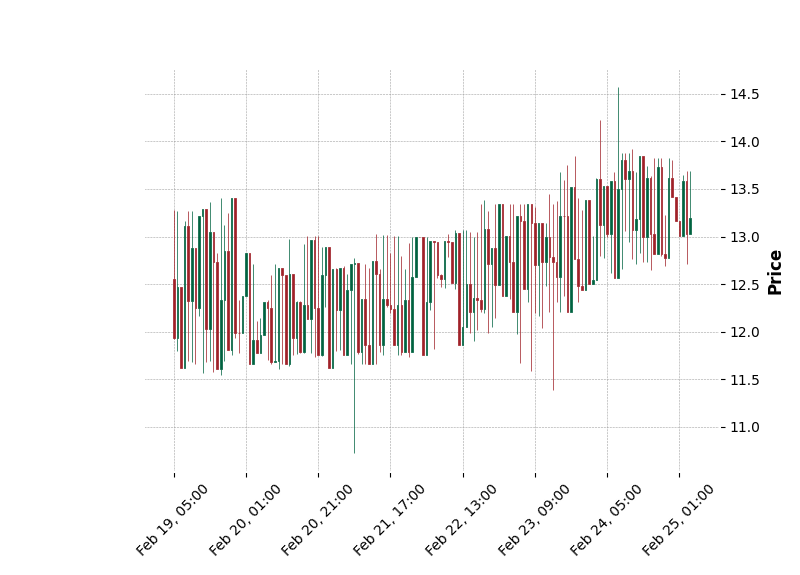 14.5
14.0
13.5
13.0
12.5
12.0
11.5
11.0
Price
Feb 19, 05:00
Feb 20, 01:00
Feb 20, 21:00
Feb 21, 17:00
Feb 22, 13:00
Feb 23, 09:00
Feb 24, 05:00
Feb 25, 01:00